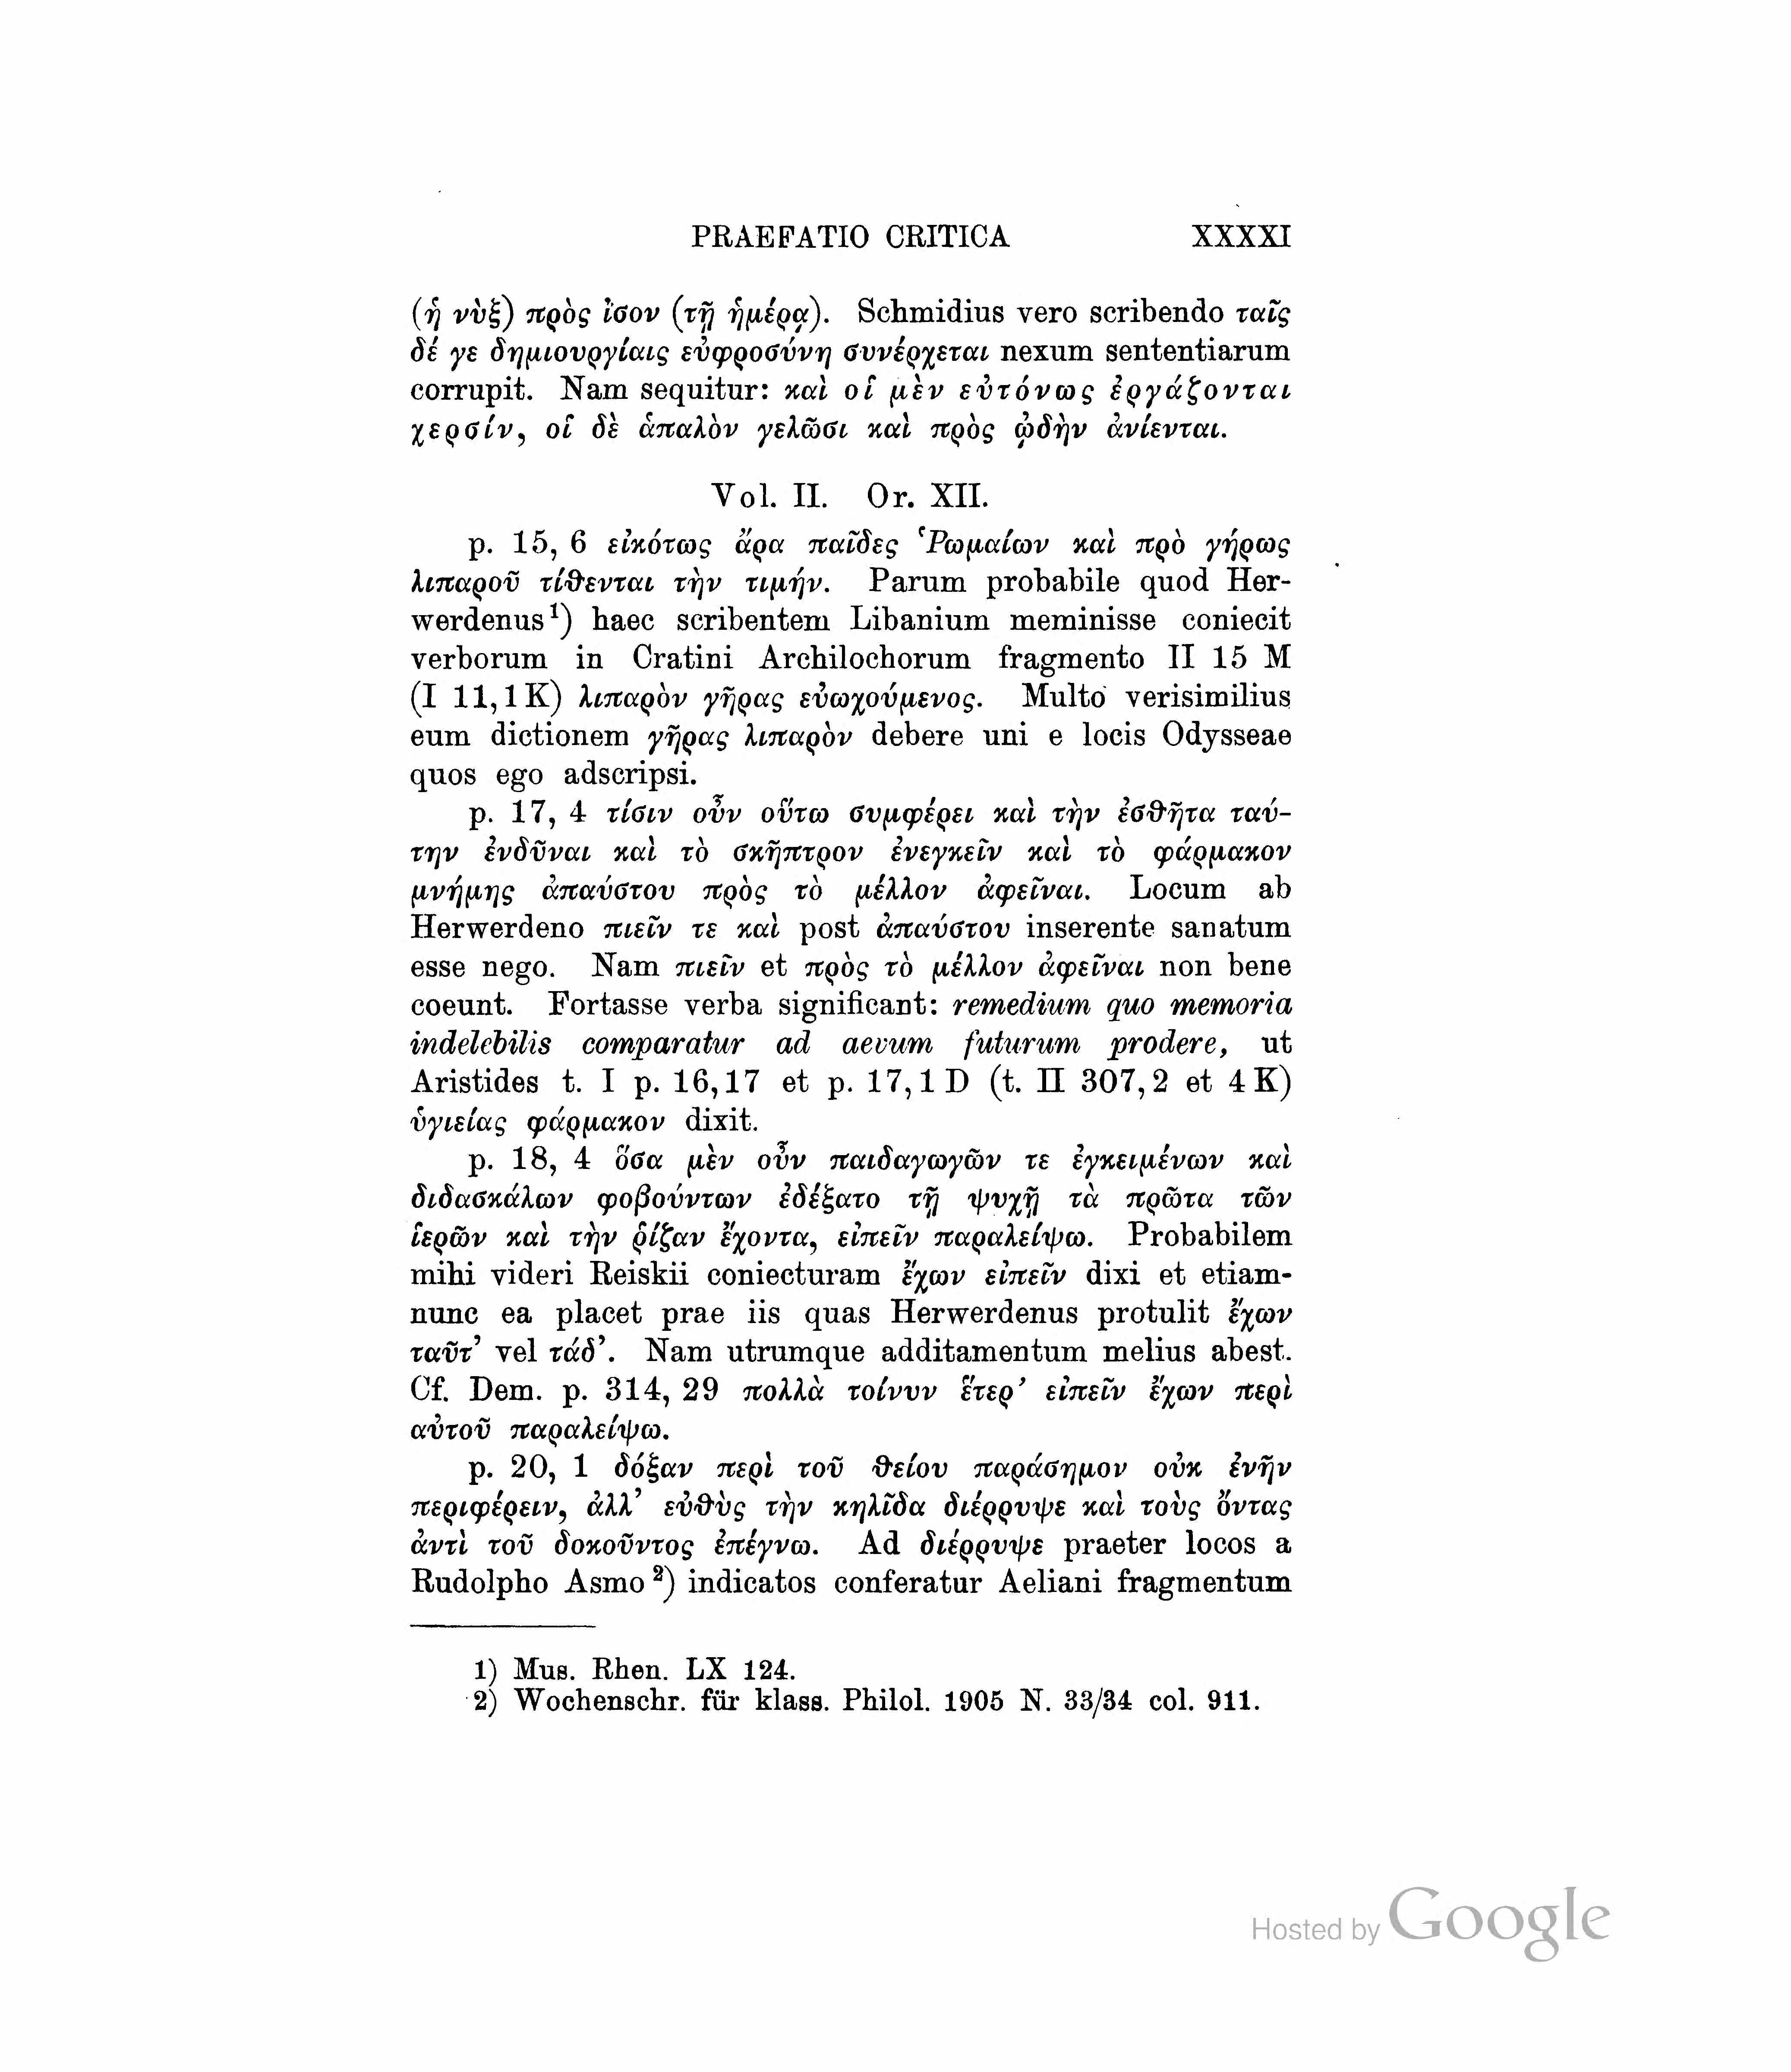 PRAEFATIO CRITICA XXXXI
(ἡ νὺξ) πρὸς ἴσον (τῇ ἡμέρᾳ). Schmidius vero scribendo ταῖς
δέ γε δημιουργίαις εὐφροσύνη συνέρχεται nexum sententiarum
corrupit. Nam sequitur: καὶ οἱ μὲν εὐτόνως ἐργάζονται
χερσίν, οἱ δὲ ἁπαλὸν γελῶσι καὶ πρὸς ᾠδὴν ἀνίενται.
Vol. II. Or. XII.
p. 15, 6 εἰκότως ἄρα παῖδες Ῥωμαίων καὶ πρὸ γήρως
λιπαροῦ τίθενται τὴν τιμήν. Parum probabile quod Her-
werdenus¹) haec scribentem Libanium meminisse coniecit
verborum in Cratini Archilochorum fragmento II 15 M
(I 11,1 K) λιπαρὸν γῆρας εὐωχούμενος. Multo verisimilius
eum dictionem γῆρας λιπαρὸν debere uni e locis Odysseae
quos ego adscripsi.
p. 17, 4 τίσιν οὖν οὕτω συμφέρει καὶ τὴν ἐσθῆτα ταύ-
την ἐνδῦναι καὶ τὸ σκῆπτρον ἐνεγκεῖν καὶ τὸ φάρμακον
μνήμης ἀπαύστου πρὸς τὸ μέλλον ἀφεῖναι. Locum ab
Herwerdeno πιεῖν τε καὶ post ἀπαύστου inserente sanatum
esse nego. Nam πιεῖν et πρὸς τὸ μέλλον ἀφεῖναι non bene
coeunt. Fortasse verba significant: remedium quo memoria
indelebilis comparatur ad aevum futurum prodere, ut
Aristides t. I p. 16,17 et p. 17,1 D (t. II 307,2 et 4 K)
ὑγιείας φάρμακον dixit.
p. 18, 4 ὅσα μὲν οὖν παιδαγωγῶν τε ἐγκειμένων καὶ
διδασκάλων φοβούντων ἐδέξατο τῇ ψυχῇ τὰ πρῶτα τῶν
ἱερῶν καὶ τὴν ῥίζαν ἔχοντα, εἰπεῖν παραλείψω. Probabilem
mihi videri Reiskii coniecturam ἔχων εἰπεῖν dixi et etiam-
nunc ea placet prae iis quas Herwerdenus protulit ἔχων
ταῦτ’ vel τάδ’. Nam utrumque additamentum melius abest.
Cf. Dem. p. 314, 29 πολλὰ τοίνυν ἕτερ’ εἰπεῖν ἔχων περὶ
αὐτοῦ παραλείψω.
p. 20, 1 δόξαν περὶ τοῦ θείου παράσημον οὐκ ἐνῆν
περιφέρειν, ἀλλ’ εὐθὺς τὴν κηλῖδα διέρρυψε καὶ τοὺς ὄντας
ἀντὶ τοῦ δοκοῦντος ἐπέγνω. Ad διέρρυψε praeter locos a
Rudolpho Asmo²) indicatos conferatur Aeliani fragmentum
1) Mus. Rhen. LX 124.
2) Wochenschr. für klass. Philol. 1905 N. 33/34 col. 911.
Hosted by Google